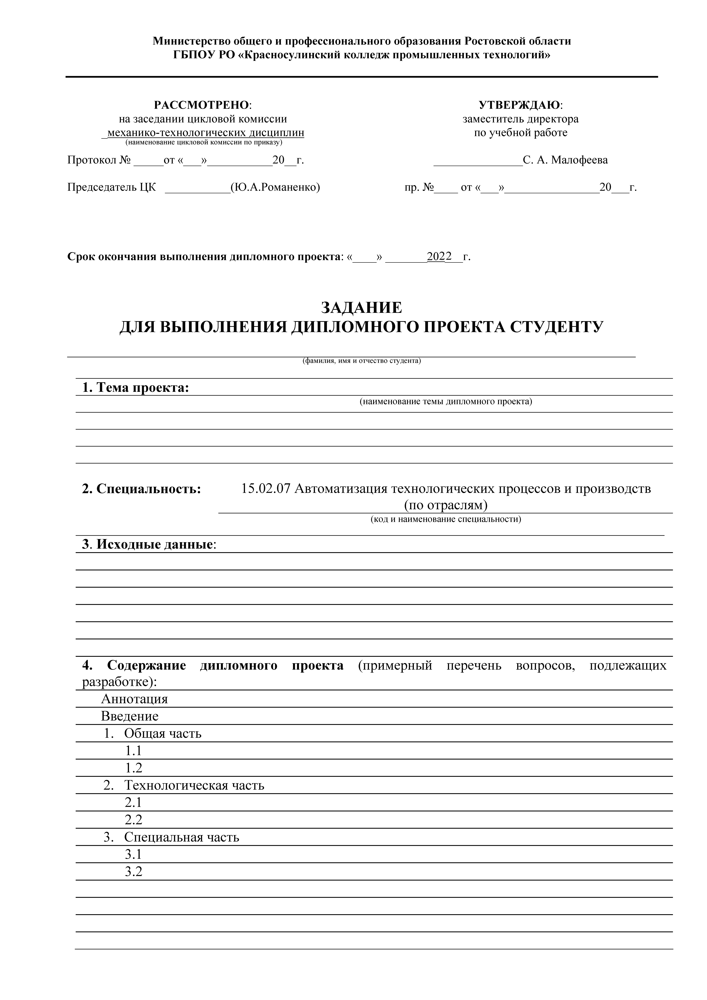 Министерство общего и профессионального образования Ростовской области
ГБПОУ РО «Красносулинский колледж промышленных технологий»
РАССМОТРЕНО:
на заседании цикловой комиссии
_механико-технологических дисциплин
(наименование цикловой комиссии по приказу)
Протокол № _____от «___»___________20__г.
Председатель ЦК ___________(Ю.А.Романенко)
УТВЕРЖДАЮ:
заместитель директора
по учебной работе
_______________С. А. Малофеева
пр. №____ от «___»________________20___г.
Срок окончания выполнения дипломного проекта: «____» _______2022___г.
ЗАДАНИЕ
ДЛЯ ВЫПОЛНЕНИЯ ДИПЛОМНОГО ПРОЕКТА СТУДЕНТУ
(фамилия, имя и отчество студента)
1. Тема проекта:
(наименование темы дипломного проекта)
2. Специальность: 15.02.07 Автоматизация технологических процессов и производств
(по отраслям)
(код и наименование специальности)
3. Исходные данные:
4. Содержание дипломного проекта (примерный перечень вопросов, подлежащих
разработке):
Аннотация
Введение
1. Общая часть
1.1
1.2
2. Технологическая часть
2.1
2.2
3. Специальная часть
3.1
3.2